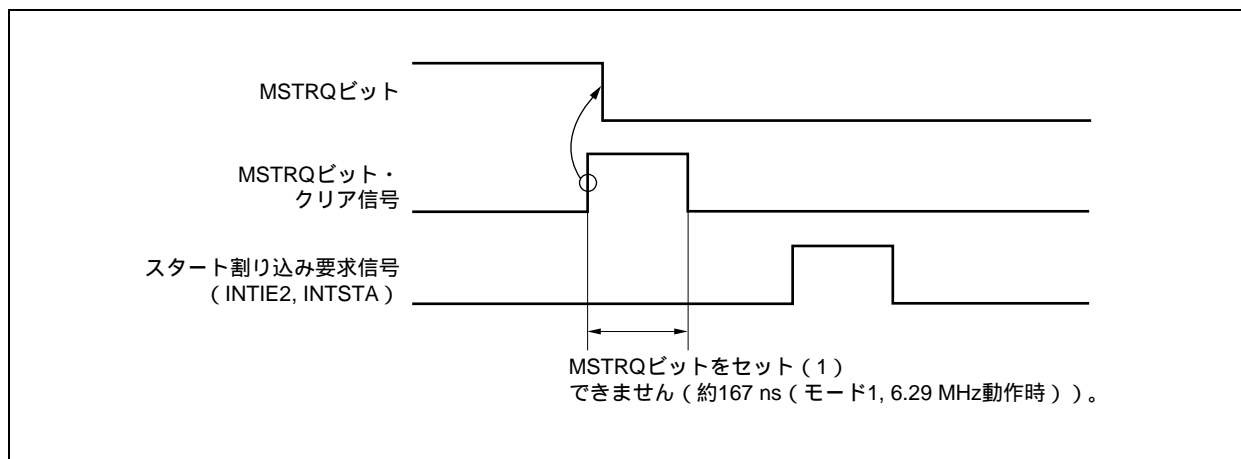 MSTRQビット
MSTRQビット・
クリア信号
スタート割り込み要求信号
（INTIE2, INTSTA）
MSTRQビットをセット（1）
できません（約167 ns（モード1, 6.29 MHz動作時））。